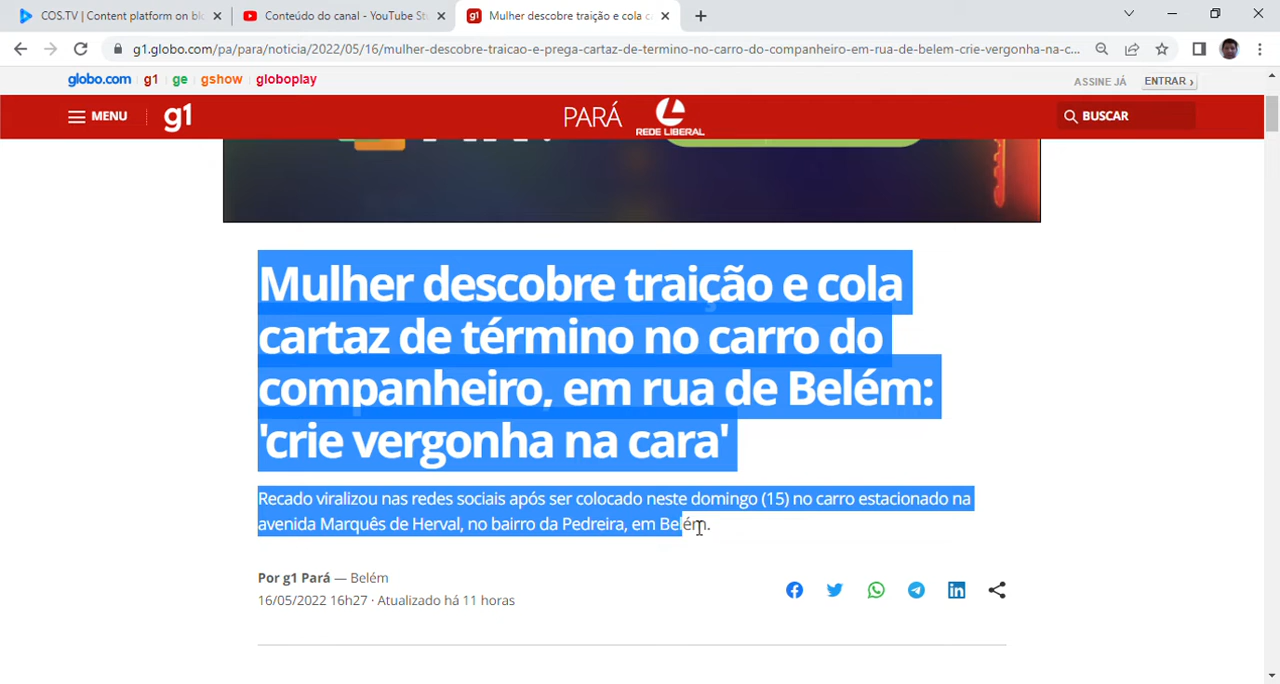 COS.TV | Content platform on blo
Conteúdo do canal - YouTube Stu
g1 Mulher descobre traição e cola ca
g1.globo.com/pa/para/noticia/2022/05/16/mulher-descobre-traicao-e-prega-cartaz-de-termino-no-carro-do-companheiro-em-rua-de-belem-crie-vergonha-na-c...
globo.com g1 ge gshow globoplay
ASSINE JÁ ENTRAR ›
MENU g1 PARÁ REDE LIBERAL BUSCAR
Mulher descobre traição e cola
cartaz de término no carro do
companheiro, em rua de Belém:
'crie vergonha na cara'
Recado viralizou nas redes sociais após ser colocado neste domingo (15) no carro estacionado na
avenida Marquês de Herval, no bairro da Pedreira, em Belém.
Por g1 Pará — Belém
16/05/2022 16h27 · Atualizado há 11 horas